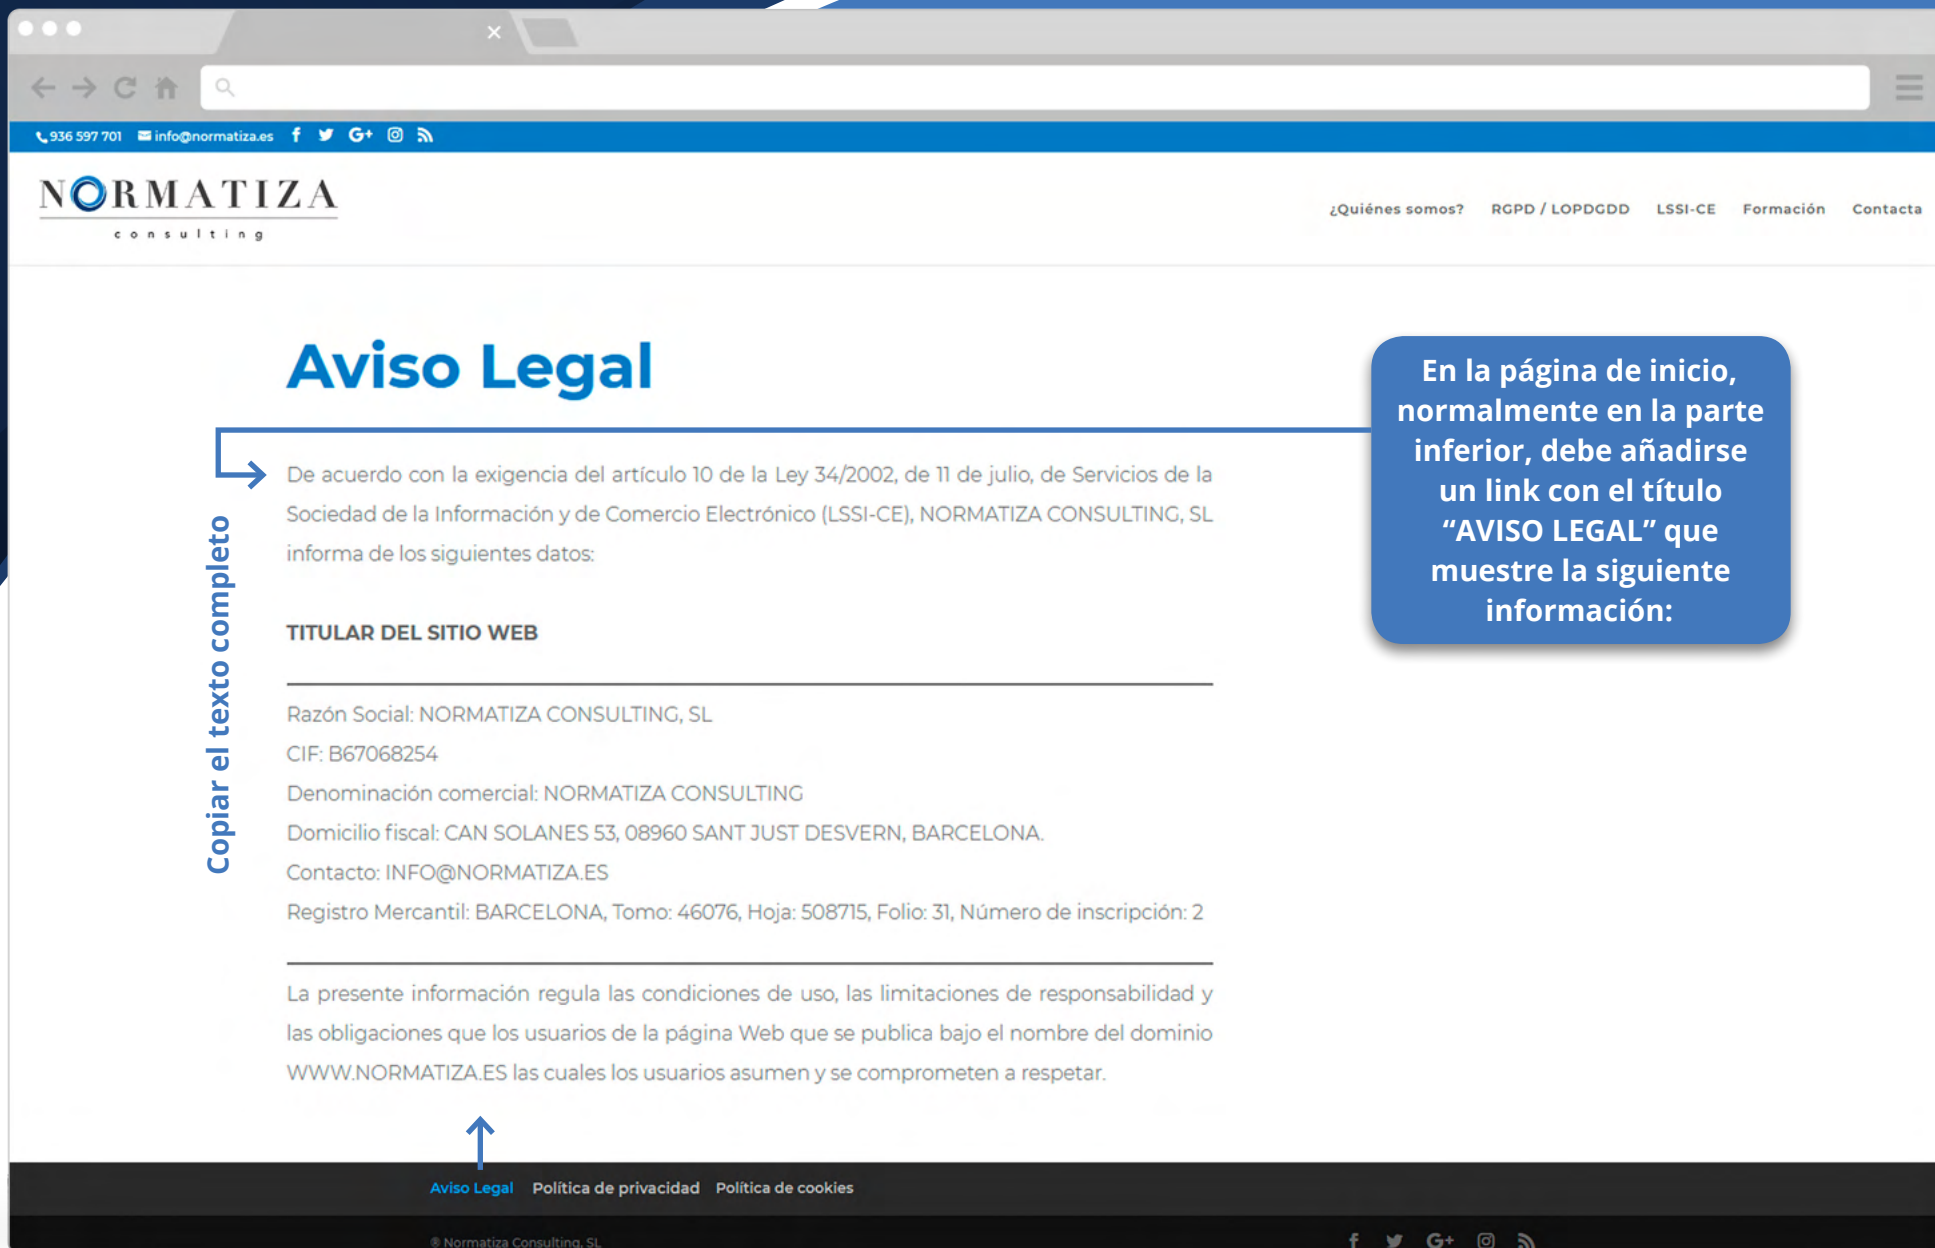 936 597 701 info@normatiza.es
NORMATIZA
consulting
¿Quiénes somos? RGPD / LOPDGDD LSSI-CE Formación Contacta
Aviso Legal
En la página de inicio,
normalmente en la parte
inferior, debe añadirse
un link con el título
“AVISO LEGAL” que
muestre la siguiente
información:
Copiar el texto completo
De acuerdo con la exigencia del artículo 10 de la Ley 34/2002, de 11 de julio, de Servicios de la
Sociedad de la Información y de Comercio Electrónico (LSSI-CE), NORMATIZA CONSULTING, SL
informa de los siguientes datos:
TITULAR DEL SITIO WEB
Razón Social: NORMATIZA CONSULTING, SL
CIF: B67068254
Denominación comercial: NORMATIZA CONSULTING
Domicilio fiscal: CAN SOLANES 53, 08960 SANT JUST DESVERN, BARCELONA.
Contacto: INFO@NORMATIZA.ES
Registro Mercantil: BARCELONA, Tomo: 46076, Hoja: 508715, Folio: 31, Número de inscripción: 2
La presente información regula las condiciones de uso, las limitaciones de responsabilidad y
las obligaciones que los usuarios de la página Web que se publica bajo el nombre del dominio
WWW.NORMATIZA.ES las cuales los usuarios asumen y se comprometen a respetar.
Aviso Legal Política de privacidad Política de cookies
® Normatiza Consulting, SL